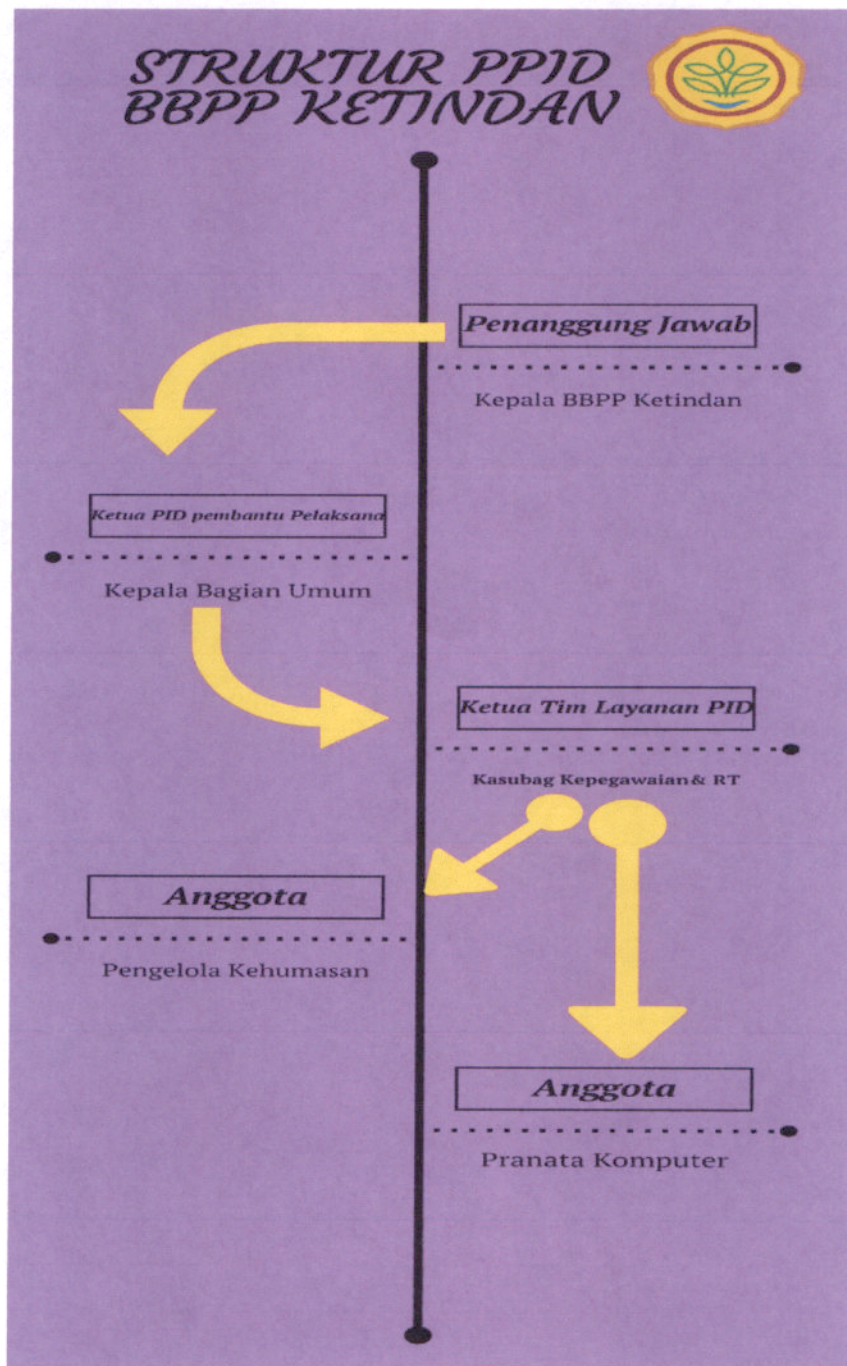 STRUKTUR PPID
BBPP KETINDAN
Penanggung Jawab
Kepala BBPP Ketindan
Ketua PID pembantu Pelaksana
Kepala Bagian Umum
Ketua Tim Layanan PID
Kasubag Kepegawaian & RT
Anggota
Pengelola Kehumasan
Anggota
Pranata Komputer